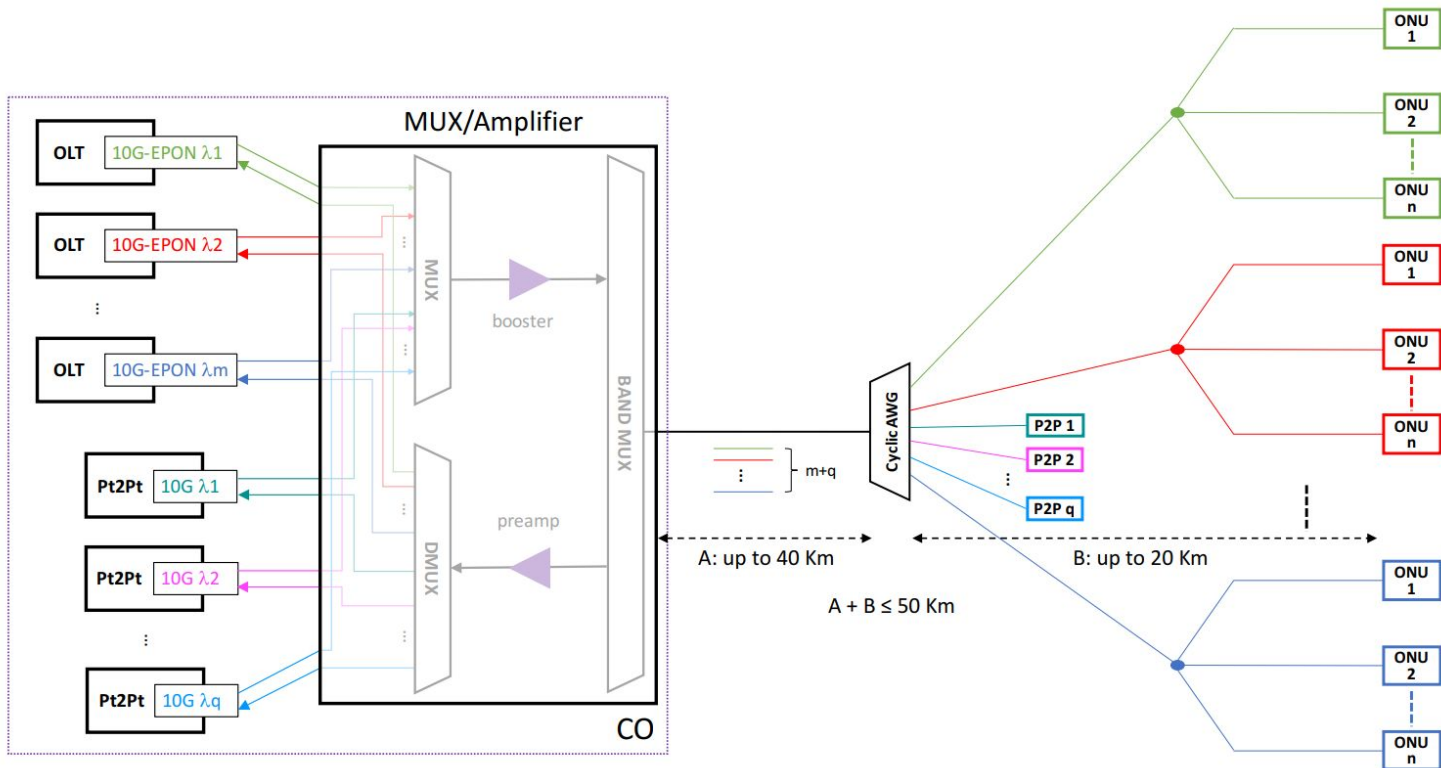 MUX/Amplifier
OLT
10G-EPON λ1
OLT
10G-EPON λ2
...
OLT
10G-EPON λm
Pt2Pt
10G λ1
Pt2Pt
10G λ2
...
Pt2Pt
10G λq
MUX
...
...
booster
BAND MUX
preamp
DMUX
...
...
CO
...
m+q
A: up to 40 Km
A + B ≤ 50 Km
Cyclic AWG
P2P 1
P2P 2
...
P2P q
B: up to 20 Km
ONU
1
ONU
2
ONU
n
ONU
1
ONU
2
ONU
n
ONU
1
ONU
2
ONU
n